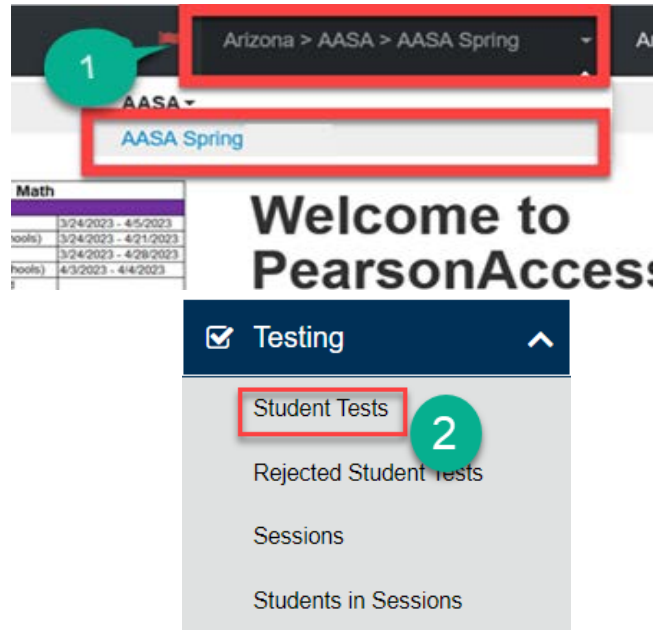 1
Arizona > AASA > AASA Spring
A
AASA
AASA Spring
Math
3/24/2023 - 4/5/2023
hools) 3/24/2023 - 4/21/2023
3/24/2023 - 4/28/2023
hools) 4/3/2023 - 4/4/2023
Welcome to
PearsonAccess
Testing
Student Tests
2
Rejected Student Tests
Sessions
Students in Sessions